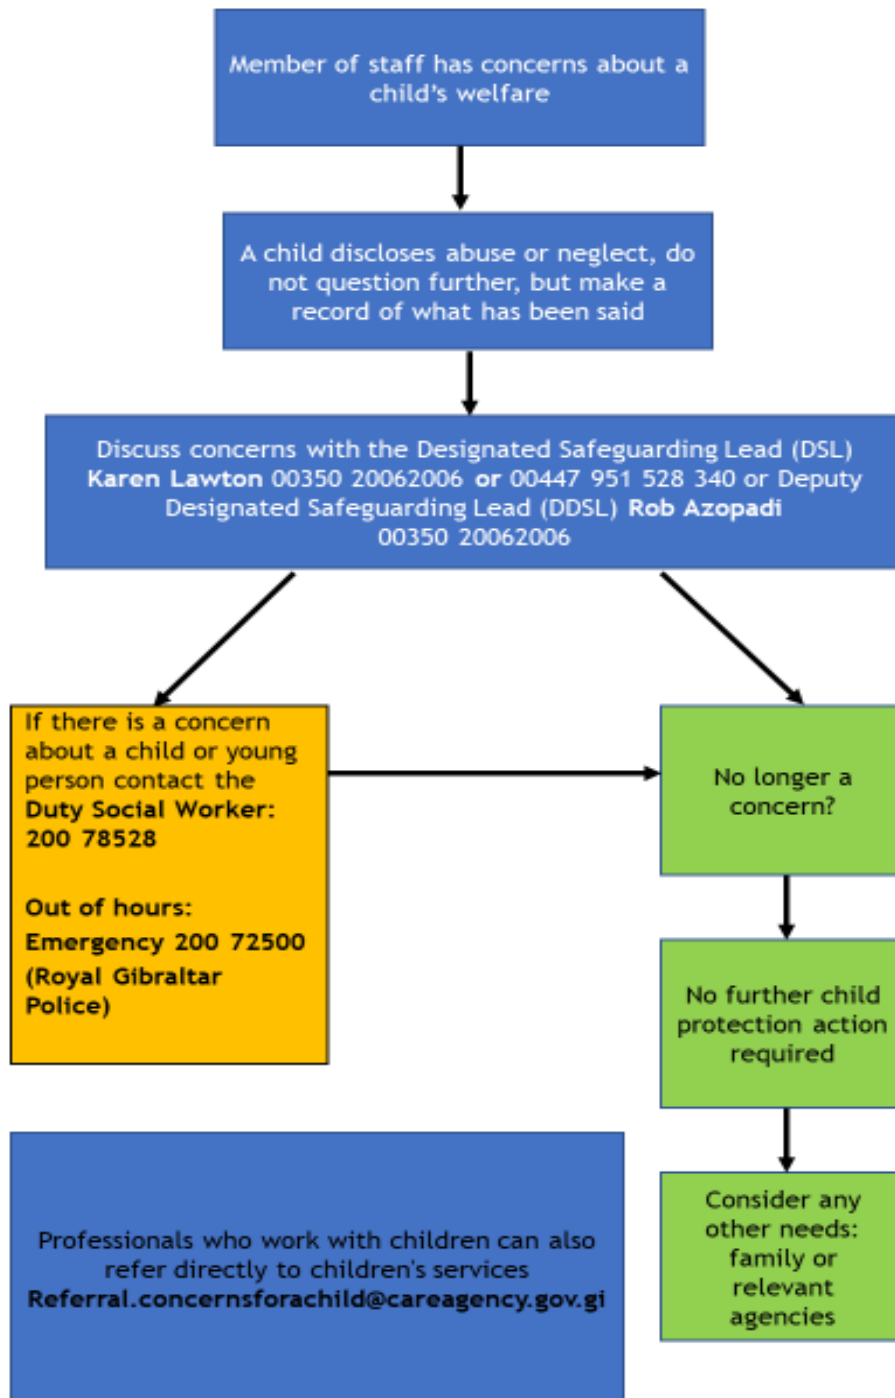 Member of staff has concerns about a
child's welfare
A child discloses abuse or neglect, do
not question further, but make a
record of what has been said
Discuss concerns with the Designated Safeguarding Lead (DSL)
Karen Lawton 00350 20062006 or 00447 951 528 340 or Deputy
Designated Safeguarding Lead (DDSL) Rob Azopadi
00350 20062006
If there is a concern
about a child or young
person contact the
Duty Social Worker:
200 78528
Out of hours:
Emergency 200 72500
(Royal Gibraltar
Police)
No longer a
concern?
No further child
protection action
required
Consider any
other needs:
family or
relevant
agencies
Professionals who work with children can also
refer directly to children's services
Referral.concernsforachild@careagency.gov.gi